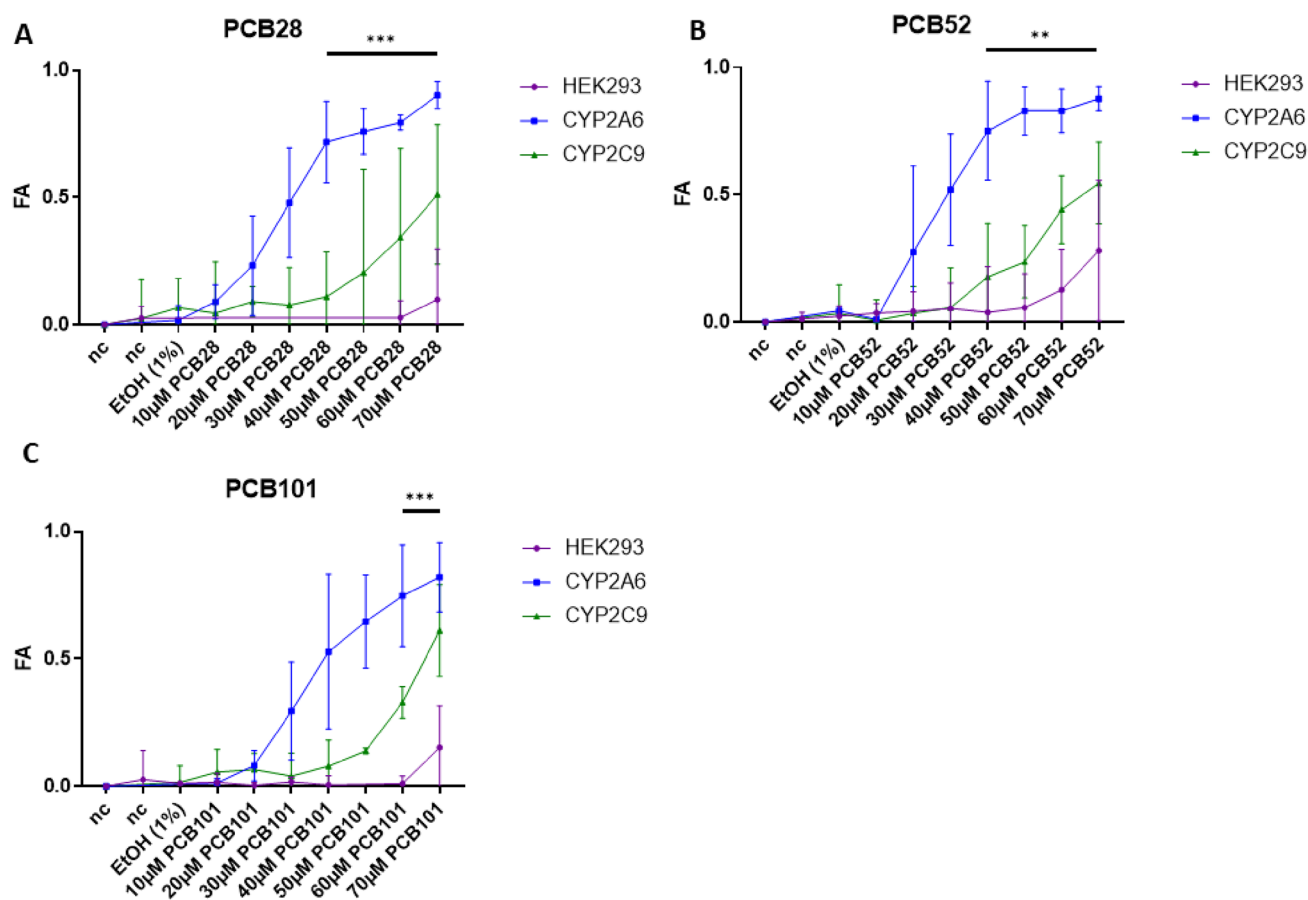 A
PCB28
***
1.0
0.5
0.0
FA
nc
nc
EtOH (1%)
10µM PCB28
20µM PCB28
30µM PCB28
40µM PCB28
50µM PCB28
60µM PCB28
70µM PCB28
HEK293
CYP2A6
CYP2C9
B
PCB52
**
1.0
0.5
0.0
FA
nc
nc
EtOH (1%)
10µM PCB52
20µM PCB52
30µM PCB52
40µM PCB52
50µM PCB52
60µM PCB52
70µM PCB52
HEK293
CYP2A6
CYP2C9
C
PCB101
***
1.0
0.5
0.0
FA
nc
nc
EtOH (1%)
10µM PCB101
20µM PCB101
30µM PCB101
40µM PCB101
50µM PCB101
60µM PCB101
70µM PCB101
HEK293
CYP2A6
CYP2C9